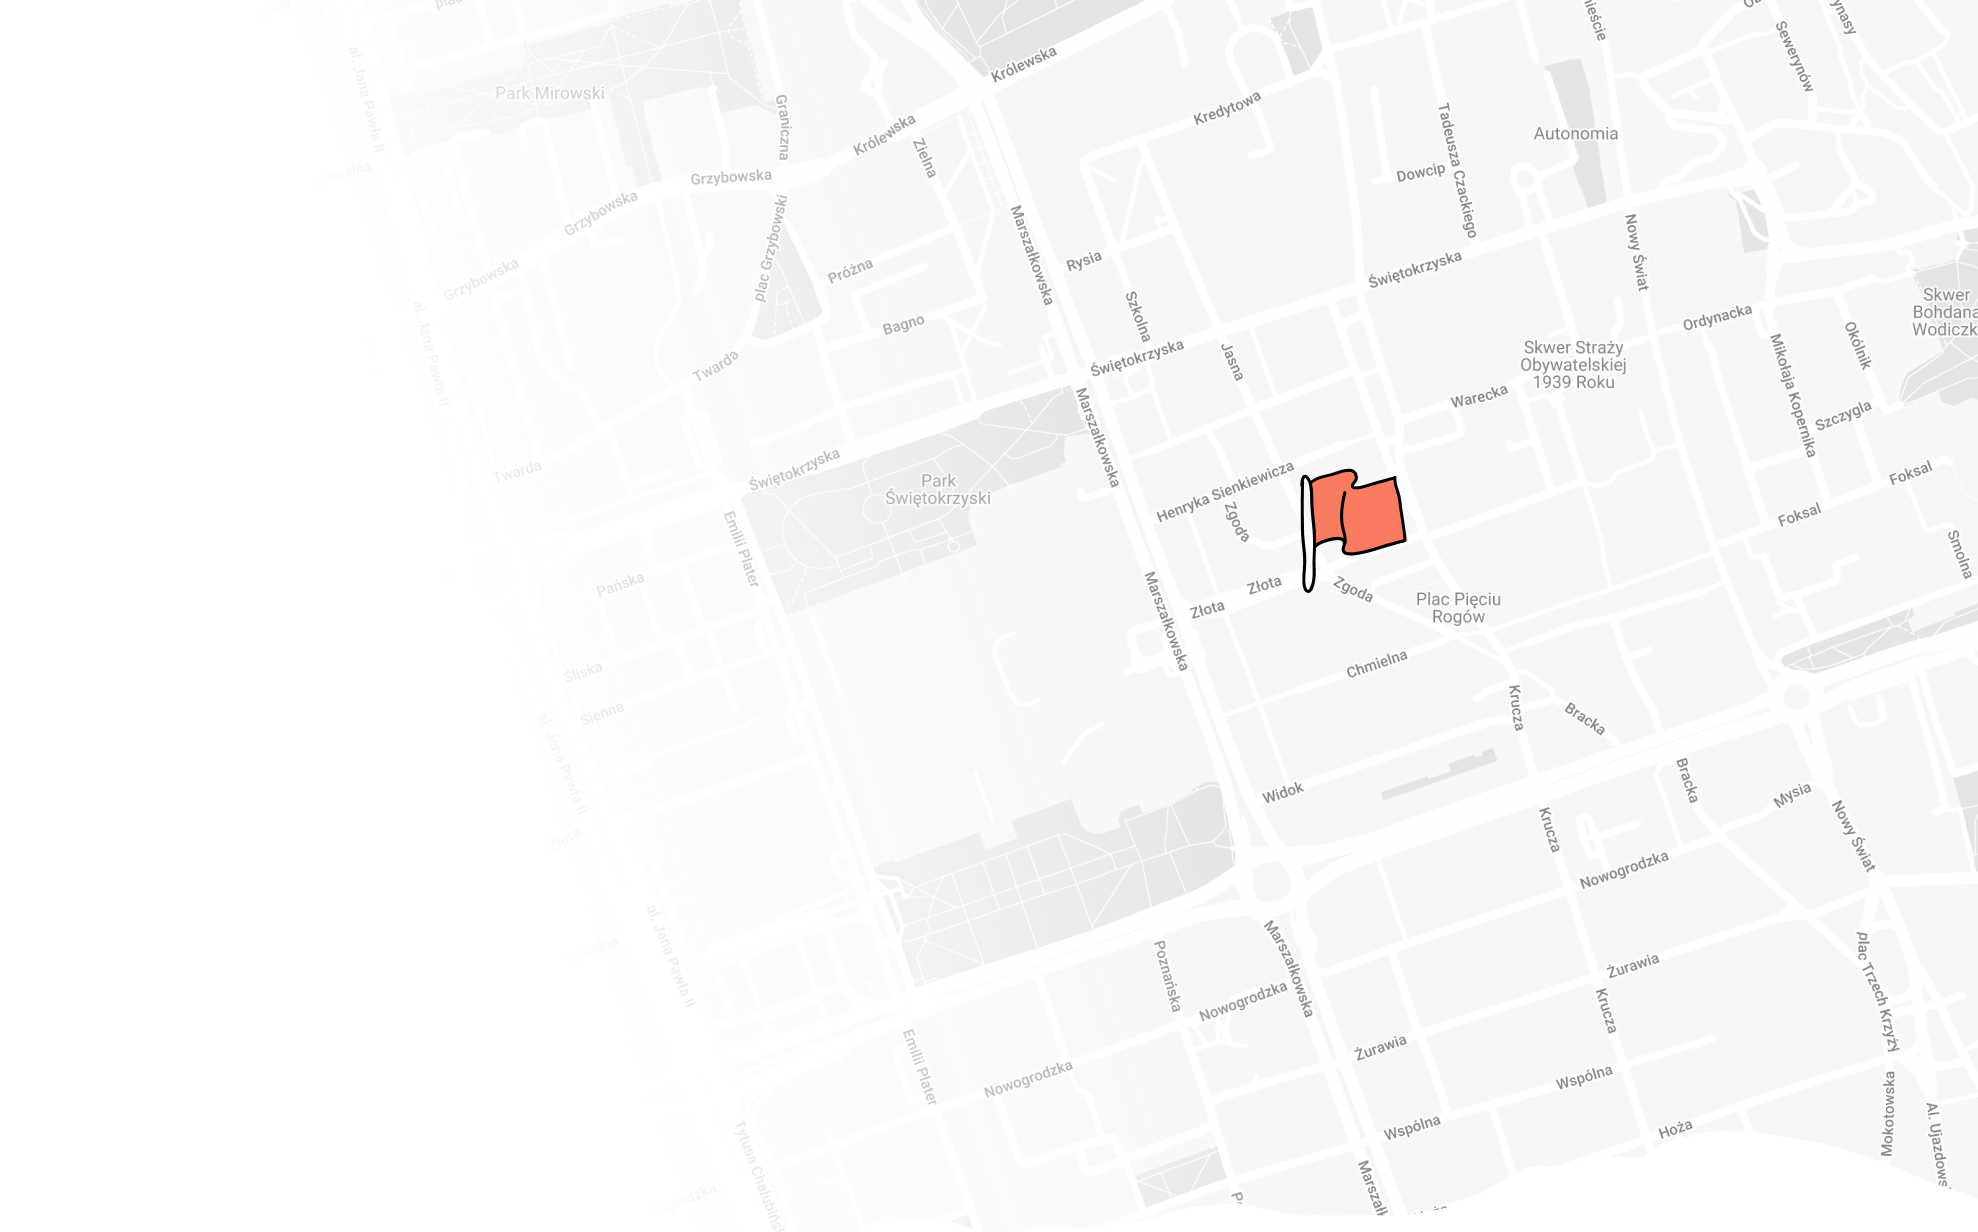 Królewska
Park Mirowski
al. Jana Pawła II
Graniczna
Królewska
Zielna
Kredytowa
Tadeusza Czackiego
Autonomia
Sewerynów
Dowcip
Grzybowska
Grzybowska
Grzybowska
plac Grzybowski
Próżna
Bagno
Marszałkowska
Rysia
Szkolna
Świętokrzyska
Nowy Świat
Ordynacka
Skwer
Bohdana
Wodiczk
Okólnik
Mikołaja Kopernika
Szczygla
al. Jana Pawła II
Twarda
Twarda
Świętokrzyska
Jasna
Skwer Straży
Obywatelskiej
1939 Roku
Warecka
Marszałkowska
Świętokrzyska
Park
Świętokrzyski
Henryka Sienkiewicza
Zgoda
Foksal
Foksal
Smolna
Emilii Plater
Pańska
Złota
Złota
Zgoda
Plac Pięciu
Rogów
Marszałkowska
Śliska
Sienna
Chmielna
Krucza
Bracka
al. Jana Pawła II
Złota
Widok
Bracka
Mysia
Nowy Świat
Krucza
Nowogrodzka
al. Jana Pawła II
Poznańska
Marszałkowska
Nowogrodzka
Żurawia
plac Trzech Krzyży
Krucza
Emilii Plater
Nowogrodzka
Żurawia
Wspólna
Wspólna
Hoża
Mokotowska
Al. Ujazdows
Tytusa Chałubińs
Marszałk